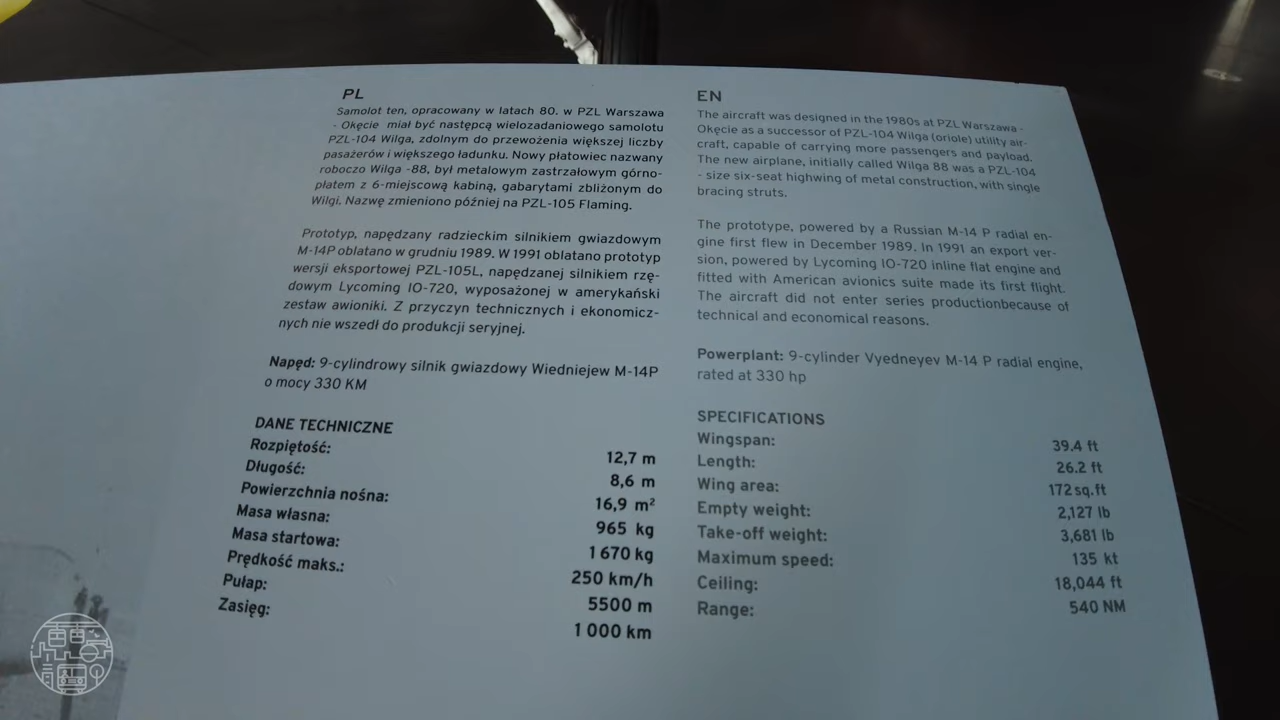 PL
Samolot ten, opracowany w latach 80. w PZL Warszawa
- Okęcie miał być następcą wielozadaniowego samolotu
PZL-104 Wilga, zdolnym do przewożenia większej liczby
pasażerów i większego ładunku. Nowy płatowiec nazwany
roboczo Wilga -88, był metalowym zastrzałowym górno-
płatem z 6-miejscową kabiną, gabarytami zbliżonym do
Wilgi. Nazwę zmieniono później na PZL-105 Flaming.
Prototyp, napędzany radzieckim silnikiem gwiazdowym
M-14P oblatano w grudniu 1989. W 1991 oblatano prototyp
wersji eksportowej PZL-105L, napędzanej silnikiem rzę-
dowym Lycoming IO-720, wyposażonej w amerykański
zestaw awioniki. Z przyczyn technicznych i ekonomicz-
nych nie wszedł do produkcji seryjnej.
Napęd: 9-cylindrowy silnik gwiazdowy Wiedniejew M-14P
o mocy 330 KM
DANE TECHNICZNE
Rozpiętość: 12,7 m
Długość: 8,6 m
Powierzchnia nośna: 16,9 m²
Masa własna: 965 kg
Masa startowa: 1 670 kg
Prędkość maks.: 250 km/h
Pułap: 5500 m
Zasięg: 1 000 km
EN
The aircraft was designed in the 1980s at PZL Warszawa -
Okęcie as a successor of PZL-104 Wilga (oriole) utility air-
craft, capable of carrying more passengers and payload.
The new airplane, initially called Wilga 88 was a PZL-104
- size six-seat highwing of metal construction, with single
bracing struts.
The prototype, powered by a Russian M-14 P radial en-
gine first flew in December 1989. In 1991 an export ver-
sion, powered by Lycoming IO-720 inline flat engine and
fitted with American avionics suite made its first flight.
The aircraft did not enter series productionbecause of
technical and economical reasons.
Powerplant: 9-cylinder Vyedneyev M-14 P radial engine,
rated at 330 hp
SPECIFICATIONS
Wingspan: 39.4 ft
Length: 26.2 ft
Wing area: 172 sq.ft
Empty weight: 2,127 lb
Take-off weight: 3,681 lb
Maximum speed: 135 kt
Ceiling: 18,044 ft
Range: 540 NM